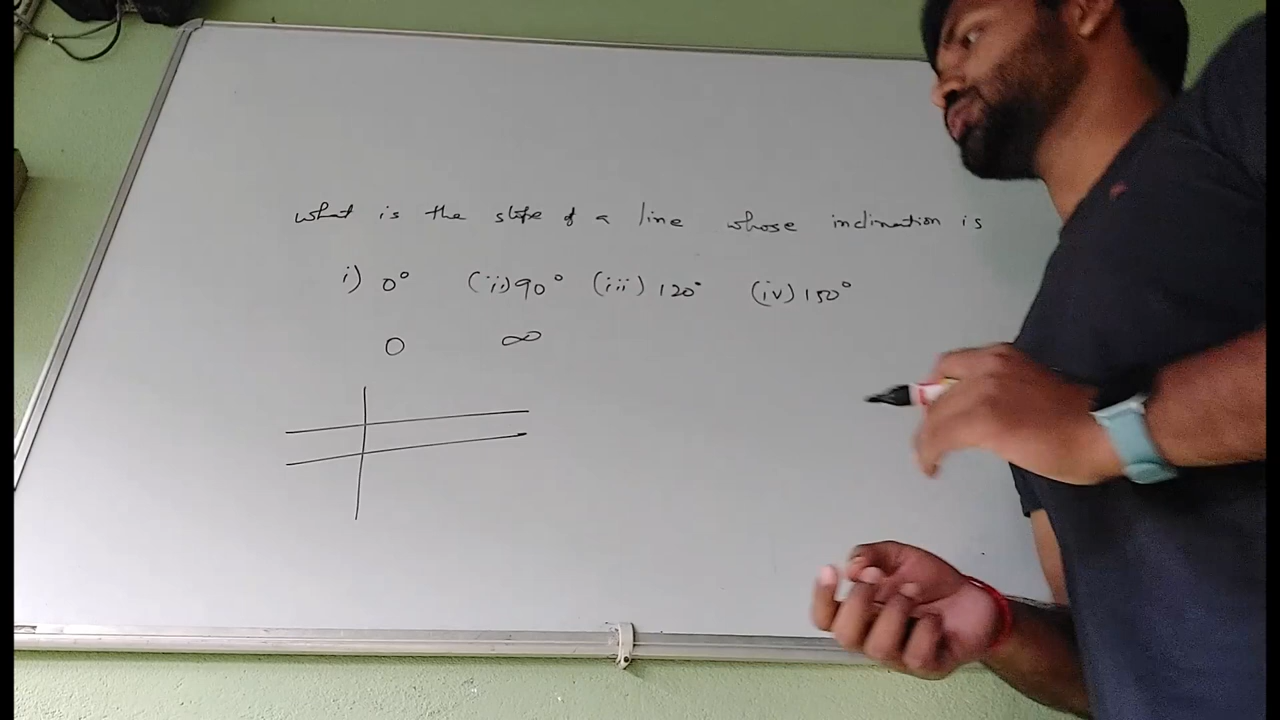 what is the slope of a line whose inclination is
i) 0° (ii) 90° (iii) 120° (iv) 150°
0 ∞